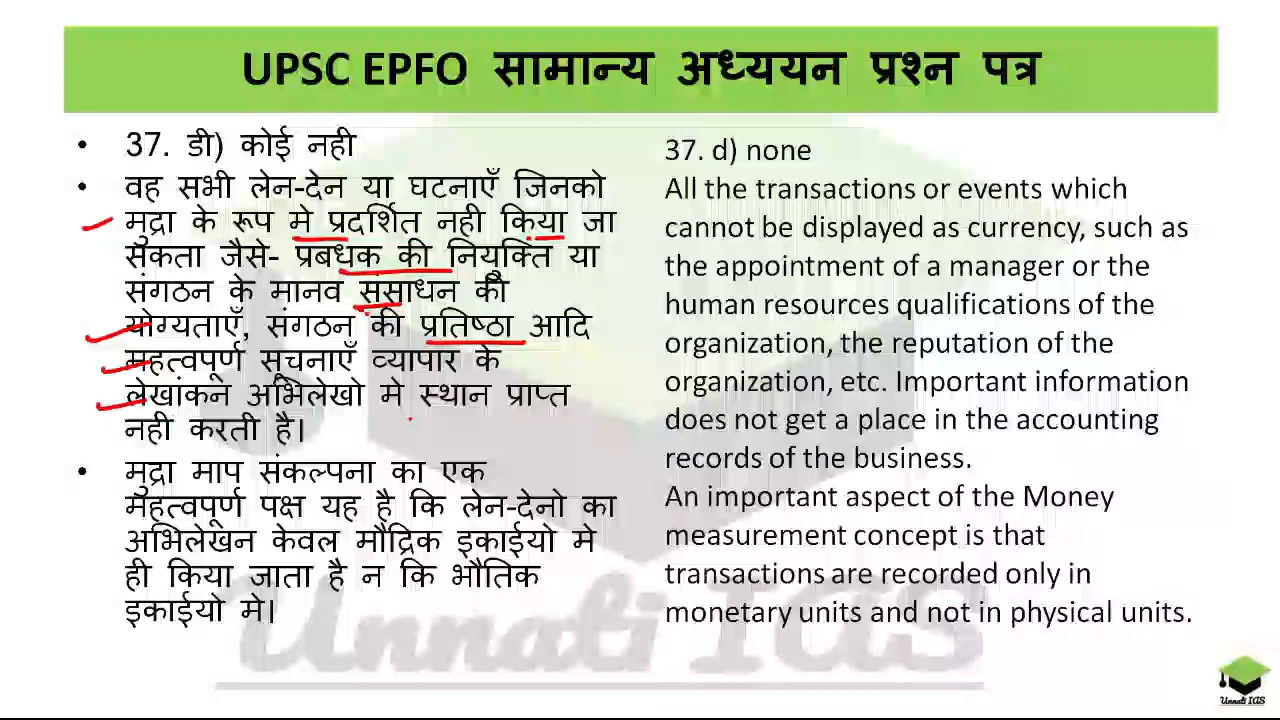 UPSC EPFO सामान्य अध्ययन प्रश्न पत्र
• 37. डी) कोई नही
• वह सभी लेन-देन या घटनाएँ जिनको
मुद्रा के रूप मे प्रदर्शित नही किया जा
सकता जैसे- प्रबंधक की नियुक्ति या
संगठन के मानव संसाधन की
योग्यताएँ, संगठन की प्रतिष्ठा आदि
महत्वपूर्ण सूचनाएँ व्यापार के
लेखांकन अभिलेखो मे स्थान प्राप्त
नही करती है।
• मुद्रा माप संकल्पना का एक
महत्वपूर्ण पक्ष यह है कि लेन-देनो का
अभिलेखन केवल मौद्रिक इकाईयो मे
ही किया जाता है न कि भौतिक
इकाईयो मे।
37. d) none
All the transactions or events which
cannot be displayed as currency, such as
the appointment of a manager or the
human resources qualifications of the
organization, the reputation of the
organization, etc. Important information
does not get a place in the accounting
records of the business.
An important aspect of the Money
measurement concept is that
transactions are recorded only in
monetary units and not in physical units.
Unnati IAS
Unnati IAS